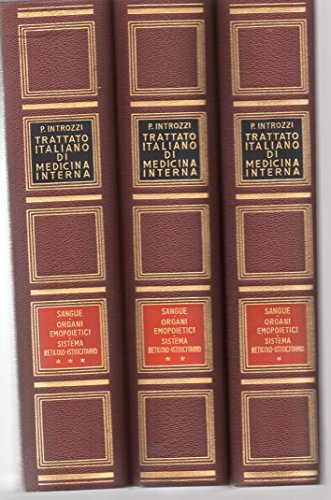 P. INTROZZI
TRATTATO
ITALIANO
DI
MEDICINA
INTERNA
SANGUE
-
ORGANI
EMOPOIETICI
-
SISTEMA
RETICOLO-ISTIOCITARIO
★ ★ ★
P. INTROZZI
TRATTATO
ITALIANO
DI
MEDICINA
INTERNA
SANGUE
-
ORGANI
EMOPOIETICI
-
SISTEMA
RETICOLO-ISTIOCITARIO
★ ★
P. INTROZZI
TRATTATO
ITALIANO
DI
MEDICINA
INTERNA
SANGUE
-
ORGANI
EMOPOIETICI
-
SISTEMA
RETICOLO-ISTIOCITARIO
★